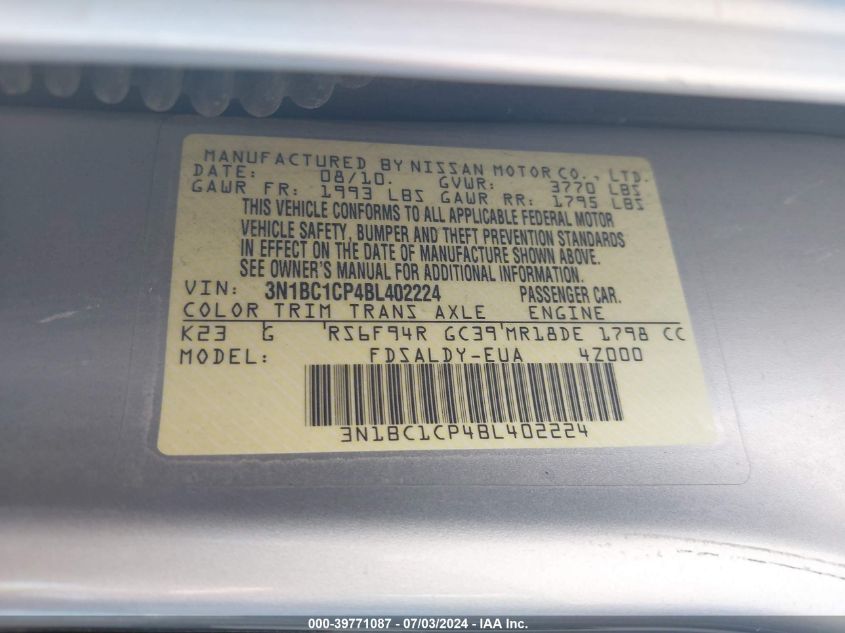 MANUFACTURED BY NISSAN MOTOR CO., LTD.
DATE: 08/10. GVWR: 3770 LBS
GAWR FR: 1993 LBS GAWR RR: 1795 LBS
THIS VEHICLE CONFORMS TO ALL APPLICABLE FEDERAL MOTOR
VEHICLE SAFETY, BUMPER AND THEFT PREVENTION STANDARDS
IN EFFECT ON THE DATE OF MANUFACTURE SHOWN ABOVE.
SEE OWNER'S MANUAL FOR ADDITIONAL INFORMATION.
VIN: 3N1BC1CP4BL402224 PASSENGER CAR.
COLOR TRIM TRANS AXLE ENGINE
K23 G RS6F94R GC39 MR18DE 1798 CC
MODEL: FDSALDY-EUA 4Z000
3N1BC1CP4BL402224
000-39771087 - 07/03/2024 - IAA Inc.